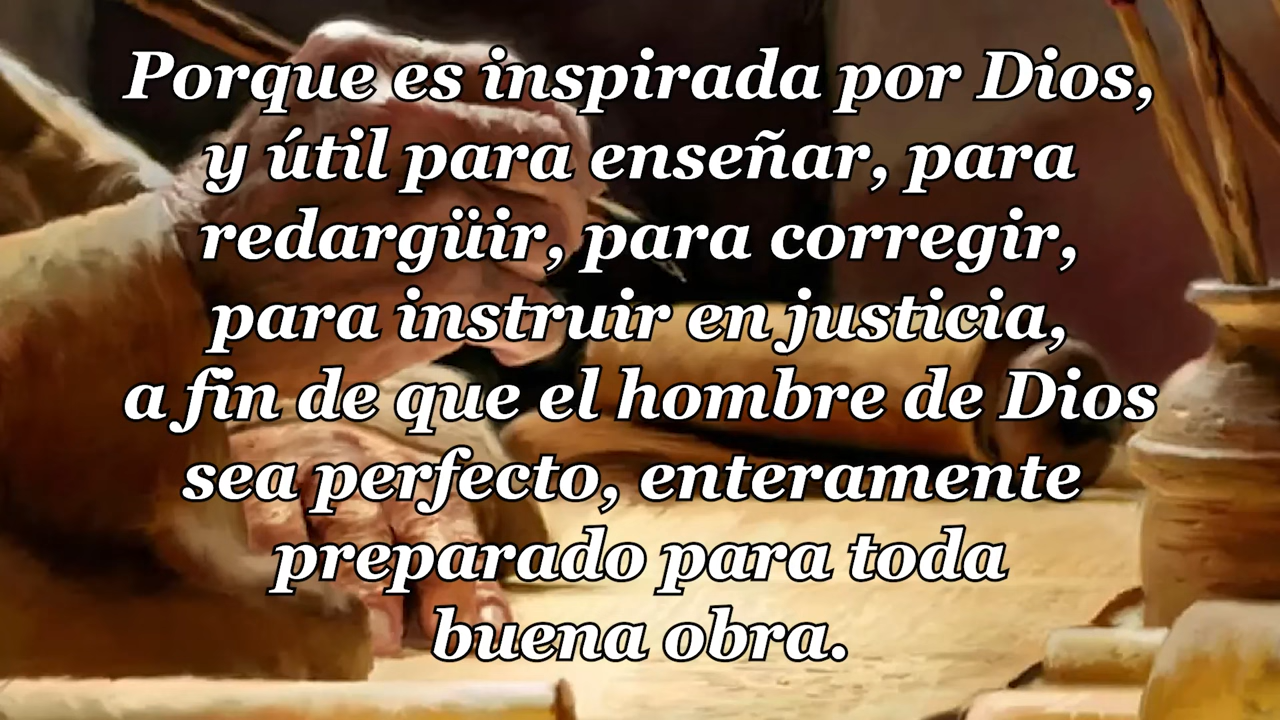 Porque es inspirada por Dios,
y útil para enseñar, para
redargüir, para corregir,
para instruir en justicia,
a fin de que el hombre de Dios
sea perfecto, enteramente
preparado para toda
buena obra.